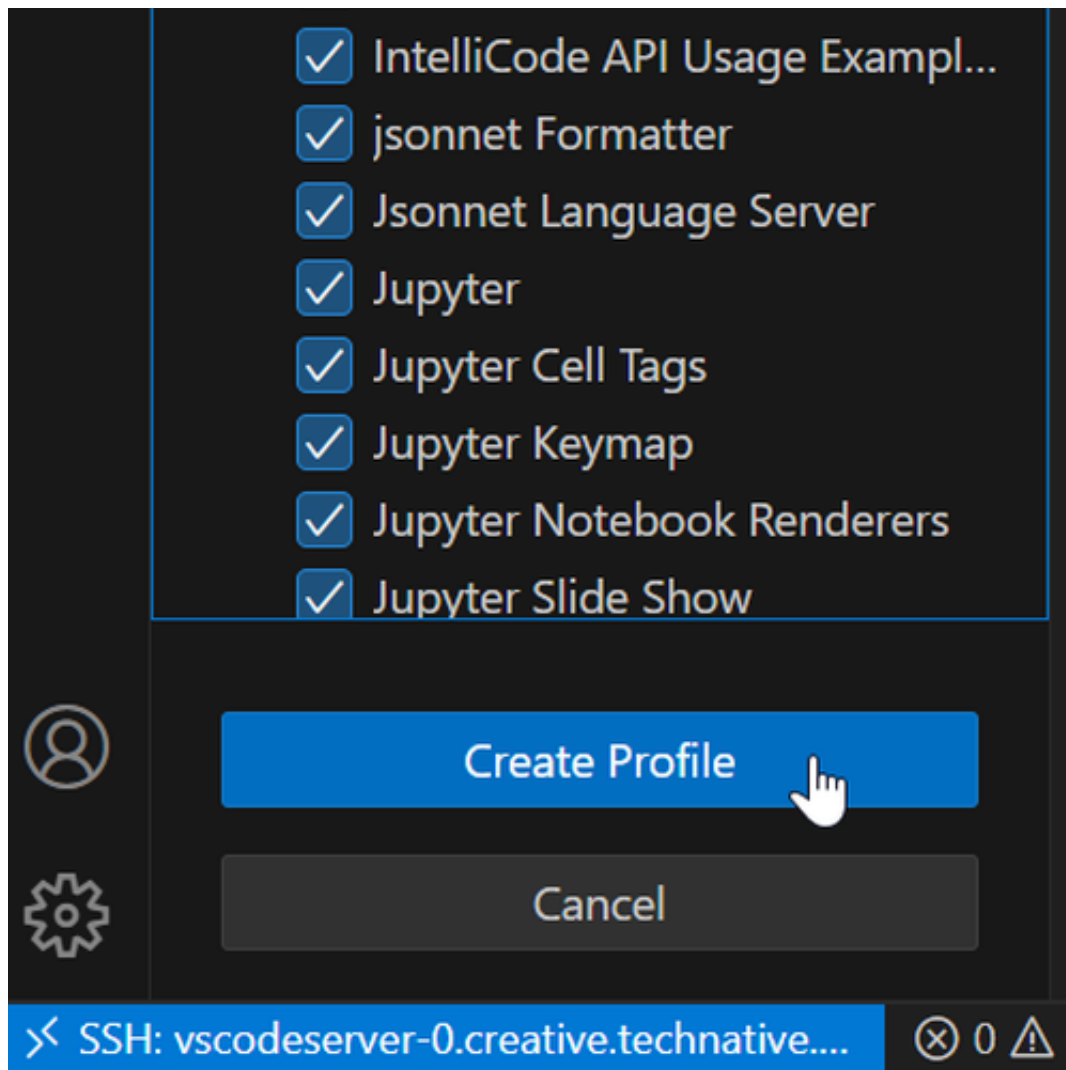 IntelliCode API Usage Exampl...
jsonnet Formatter
Jsonnet Language Server
Jupyter
Jupyter Cell Tags
Jupyter Keymap
Jupyter Notebook Renderers
Jupyter Slide Show
Create Profile
Cancel
SSH: vscodeserver-0.creative.technative.... 0